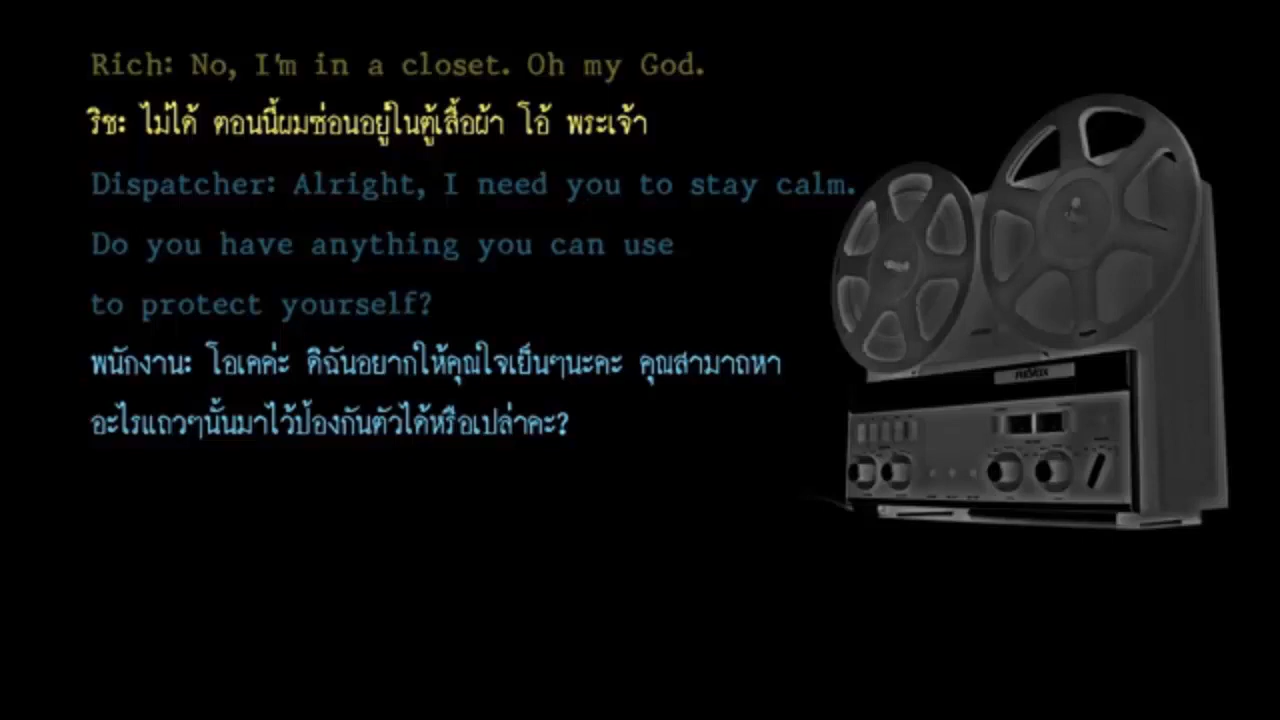 Rich: No, I'm in a closet. Oh my God.
ริช: ไม่ได้ ตอนนี้ผมซ่อนอยู่ในตู้เสื้อผ้า โอ้ พระเจ้า
Dispatcher: Alright, I need you to stay calm.
Do you have anything you can use
to protect yourself?
พนักงาน: โอเคค่ะ ดิฉันอยากให้คุณใจเย็นๆนะคะ คุณสามาถหา
อะไรแถวๆนั้นมาไว้ป้องกันตัวได้หรือเปล่าคะ?
REVOX